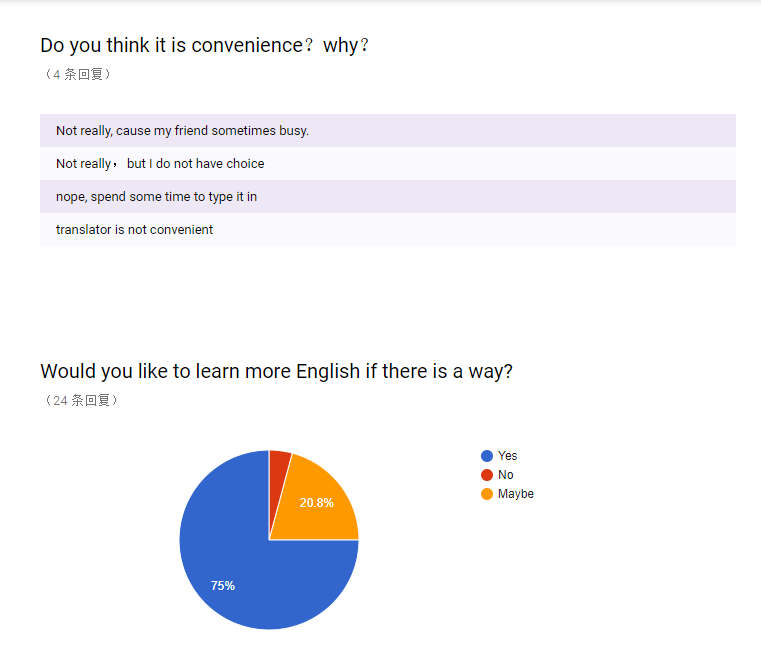 Do you think it is convenience？why？
（4 条回复）
Not really, cause my friend sometimes busy.
Not really，but I do not have choice
nope, spend some time to type it in
translator is not convenient
Would you like to learn more English if there is a way?
（24 条回复）
Yes
No
Maybe
20.8%
75%